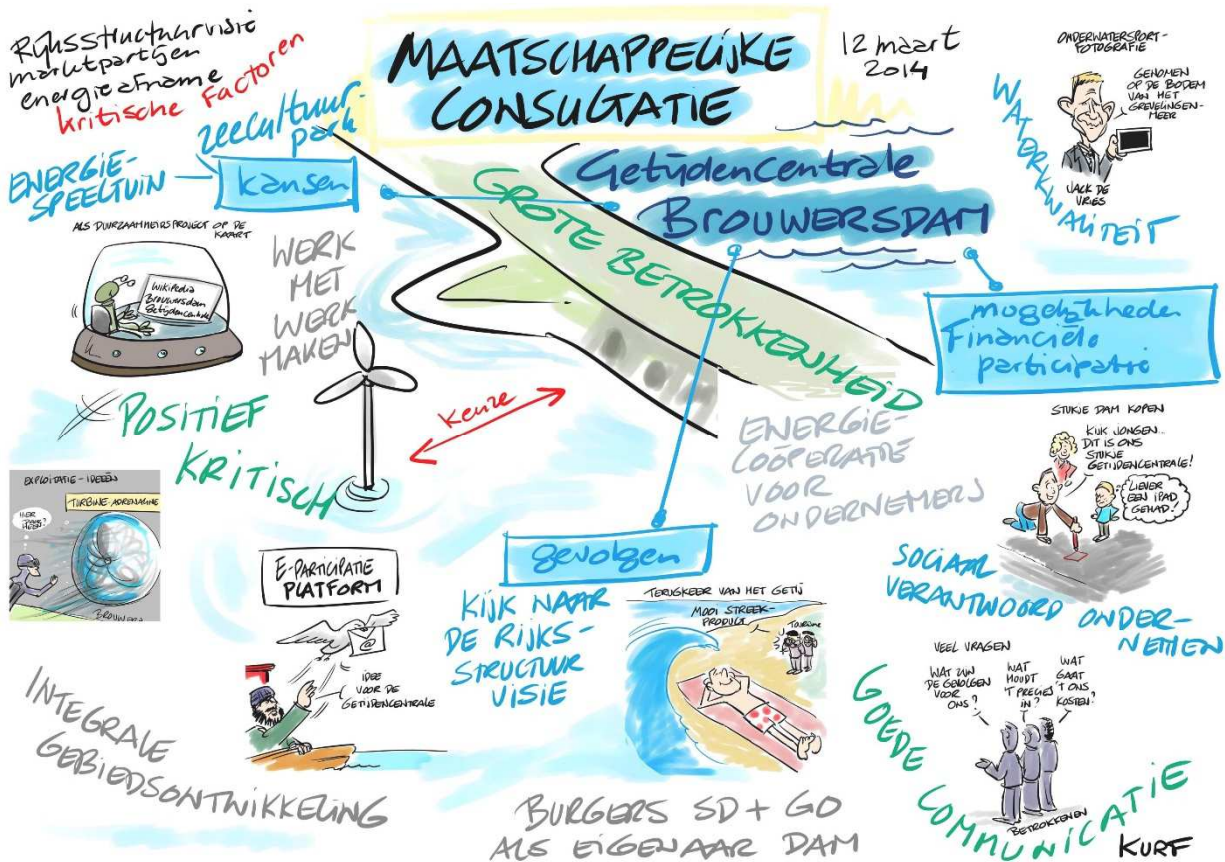 Rijksstructuurvisie
marktpartijen
energieafname
kritische factoren
MAATSCHAPPELIJKE
CONSULTATIE
12 maart
2014
Getijdencentrale
BROUWERSDAM
ONDERWATERSPORT-
FOTOGRAFIE
GENOMEN
OP DE BODEM
VAN HET
GREVELINGEN-
MEER
JACK DE
VRIES
WATERKWALITEIT
zeecultuur-
park
ENERGIE-
SPEELTUIN
kansen
ALS DUURZAAMHEIDSPROJECT OP DE
KAART
WIKIPEDIA
Brouwersdam
Getijdencentrale
WERK
MET
WERK
MAKEN
GROTE BETROKKENHEID
mogelijkheden
Financiële
participatie
POSITIEF
KRITISCH
Keuze
ENERGIE-
COÖPERATIE
VOOR
ONDERNEMERS
STUKJE DAM KOPEN
KIJK JONGEN...
DIT IS ONS
STUKJE
GETIJDENCENTRALE!
LIEVER
EEN IPAD
GEHAD!
SOCIAAL
VERANTWOORD ONDER-
NEMEN
EXPLOITATIE-IDEEËN
TURBINE-ADRENALINE
E-PARTICIPATIE
PLATFORM
@
IDEE
VOOR DE
GETIJDENCENTRALE
gevolgen
KIJK NAAR
DE RIJKS-
STRUCTUUR
VISIE
TERUGKEER VAN HET GETIJ
MOOI STREEK-
PRODUCT
Toerisme
VEEL VRAGEN
WAT ZIJN
DE GEVOLGEN
VOOR
ONS?
WAT
HOUDT
'T PRECIES
IN?
WAT
GAAT
'T ONS
KOSTEN?
BETROKKENEN
GOEDE COMMUNICATIE
INTEGRALE
GEBIEDSONTWIKKELING
BURGERS SD + GO
ALS EIGENAAR DAM
KURF